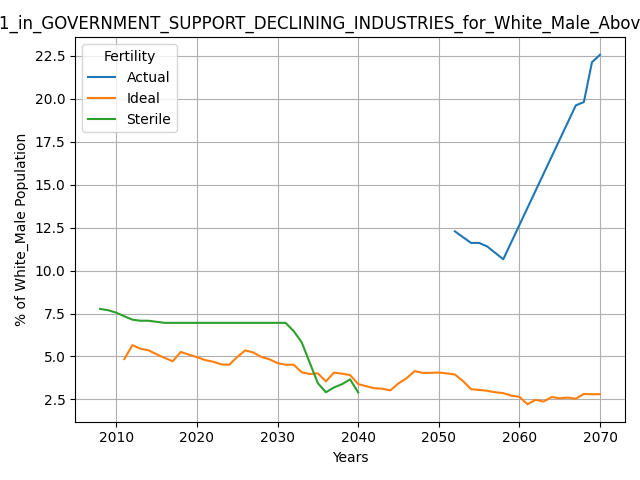 1_in_GOVERNMENT_SUPPORT_DECLINING_INDUSTRIES_for_White_Male_Abov
Fertility
Actual
Ideal
Sterile
% of White_Male Population
22.5
20.0
17.5
15.0
12.5
10.0
7.5
5.0
2.5
2010 2020 2030 2040 2050 2060 2070
Years